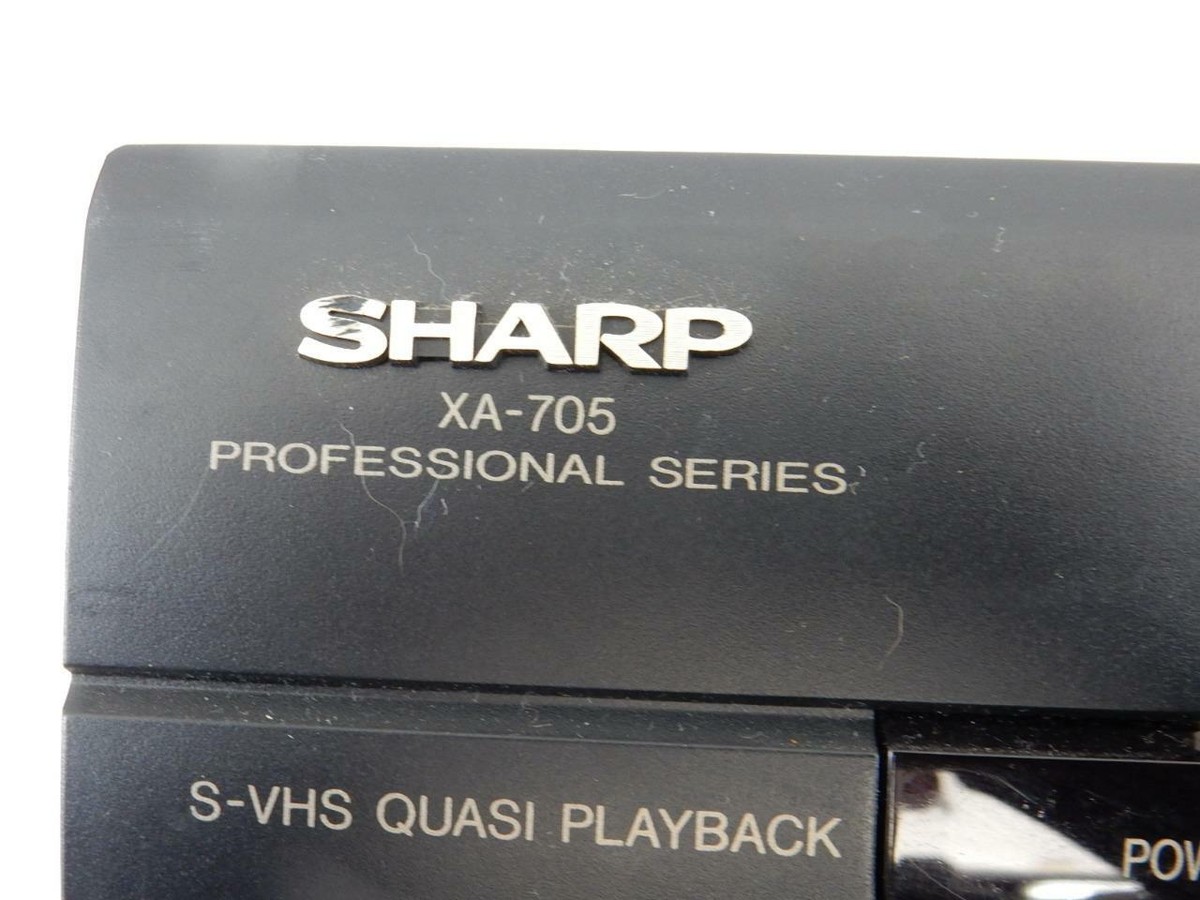 SHARP
XA-705
PROFESSIONAL SERIES
S-VHS QUASI PLAYBACK